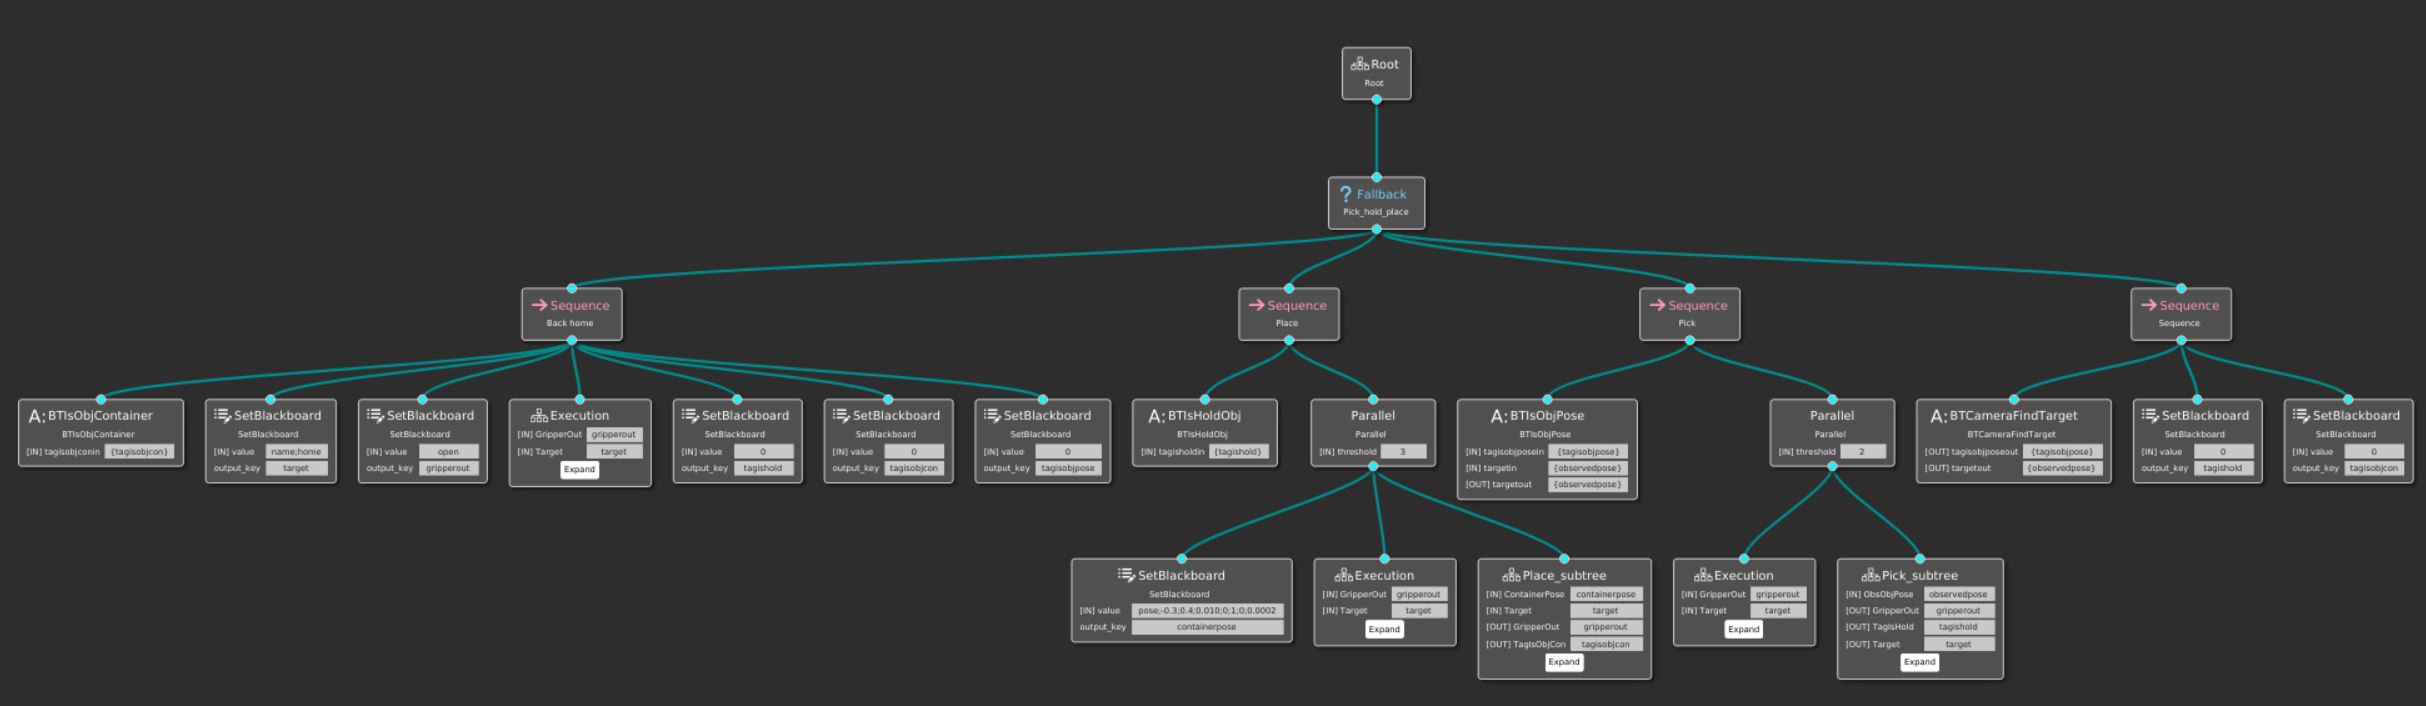 Root
Root
? Fallback
Pick_hold_place
Sequence
Back home
Sequence
Place
Sequence
Pick
Sequence
Sequence
A: BTIsObjContainer
BTIsObjContainer
[IN] tagisobjconin {tagisobjcon}
SetBlackboard
SetBlackboard
[IN] value name;home
output_key target
SetBlackboard
SetBlackboard
[IN] value open
output_key gripperout
Execution
[IN] GripperOut gripperout
[IN] Target target
Expand
SetBlackboard
SetBlackboard
[IN] value 0
output_key tagishold
SetBlackboard
SetBlackboard
[IN] value 0
output_key tagisobjcon
SetBlackboard
SetBlackboard
[IN] value 0
output_key tagisobjpose
A: BTIsHoldObj
BTIsHoldObj
[IN] tagisholdin {tagishold}
Parallel
Parallel
[IN] threshold 3
A: BTIsObjPose
BTIsObjPose
[IN] tagisobjposein {tagisobjpose}
[IN] targetin {observedpose}
[OUT] targetout {observedpose}
Parallel
Parallel
[IN] threshold 2
A: BTCameraFindTarget
BTCameraFindTarget
[OUT] tagisobjposeout {tagisobjpose}
[OUT] targetout {observedpose}
SetBlackboard
SetBlackboard
[IN] value 0
output_key tagishold
SetBlackboard
SetBlackboard
[IN] value 0
output_key tagisobjcon
SetBlackboard
SetBlackboard
[IN] value pose;-0.3;0.4;0.010;0;1;0;0.0002
output_key containerpose
Execution
[IN] GripperOut gripperout
[IN] Target target
Expand
Place_subtree
[IN] ContainerPose containerpose
[IN] Target target
[OUT] GripperOut gripperout
[OUT] TagIsObjCon tagisobjcon
Expand
Execution
[IN] GripperOut gripperout
[IN] Target target
Expand
Pick_subtree
[IN] ObsObjPose observedpose
[OUT] GripperOut gripperout
[OUT] TagIsHold tagishold
[OUT] Target target
Expand